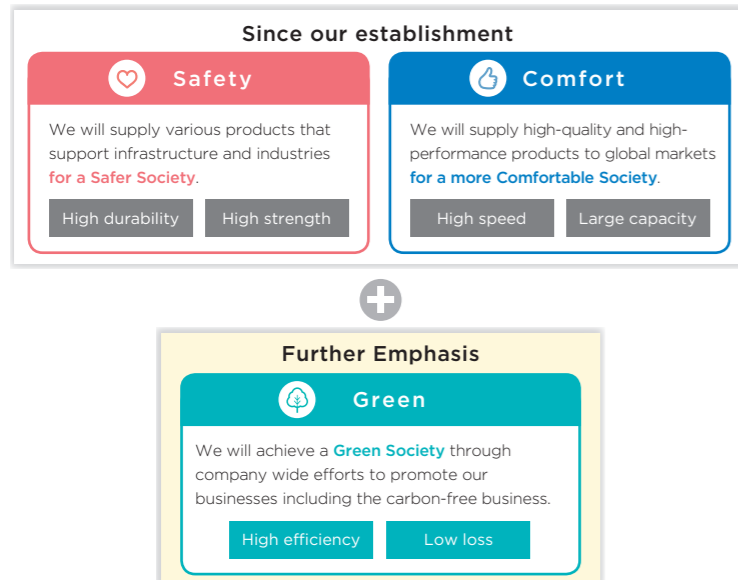 Since our establishment
Safety
We will supply various products that
support infrastructure and industries
for a Safer Society.
High durability
High strength
Comfort
We will supply high-quality and high-
performance products to global markets
for a more Comfortable Society.
High speed
Large capacity
Further Emphasis
Green
We will achieve a Green Society through
company wide efforts to promote our
businesses including the carbon-free business.
High efficiency
Low loss